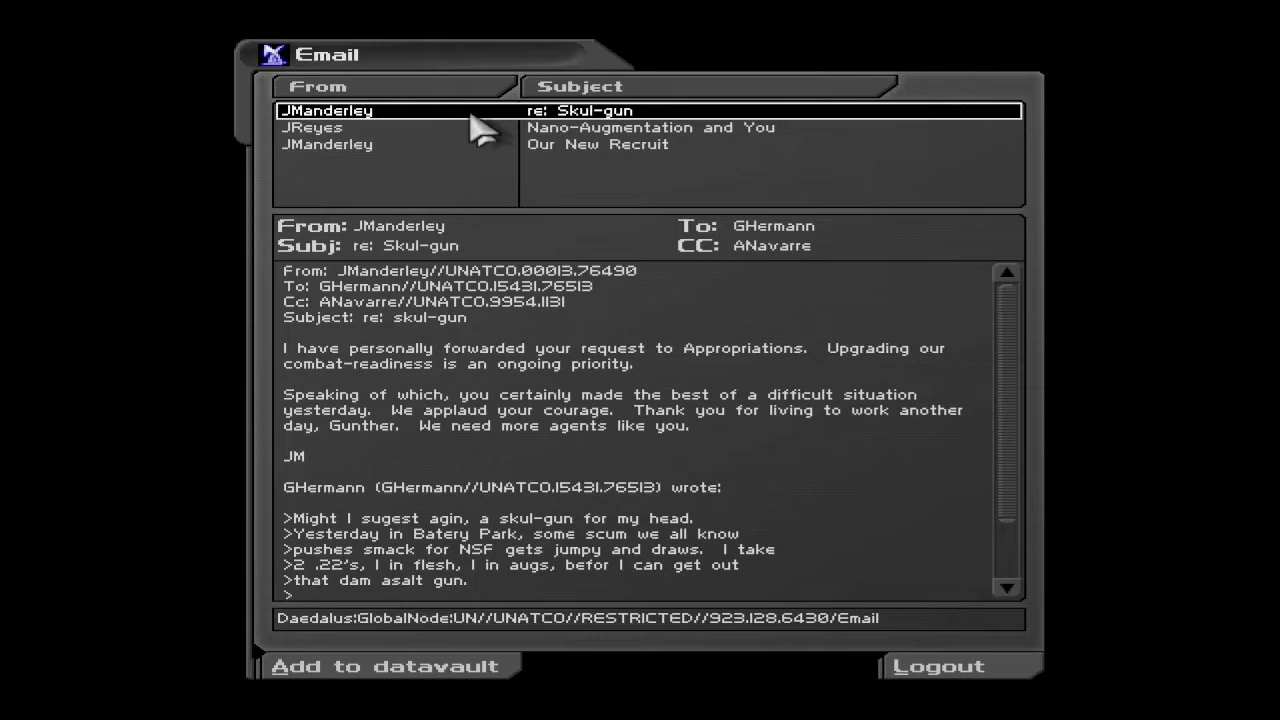 Email
From Subject
JManderley re: Skul-gun
JReyes Nano-Augmentation and You
JManderley Our New Recruit
From: JManderley To: GHermann
Subj: re: Skul-gun CC: ANavarre
From: JManderley//UNATCO.00013.76490
To: GHermann//UNATCO.15431.76513
Cc: ANavarre//UNATCO.9954.1131
Subject: re: skul-gun
I have personally forwarded your request to Appropriations.  Upgrading our
combat-readiness is an ongoing priority.
Speaking of which, you certainly made the best of a difficult situation
yesterday.  We applaud your courage.  Thank you for living to work another
day, Gunther.  We need more agents like you.
JM
GHermann (GHermann//UNATCO.15431.76513) wrote:
>Might I sugest agin, a skul-gun for my head.
>Yesterday in Batery Park, some scum we all know
>pushes smack for NSF gets jumpy and draws.  I take
>2 .22's, 1 in flesh, 1 in augs, befor I can get out
>that dam asalt gun.
>
Daedalus:GlobalNode:UN//UNATCO//RESTRICTED//923.128.6430/Email
Add to datavault Logout